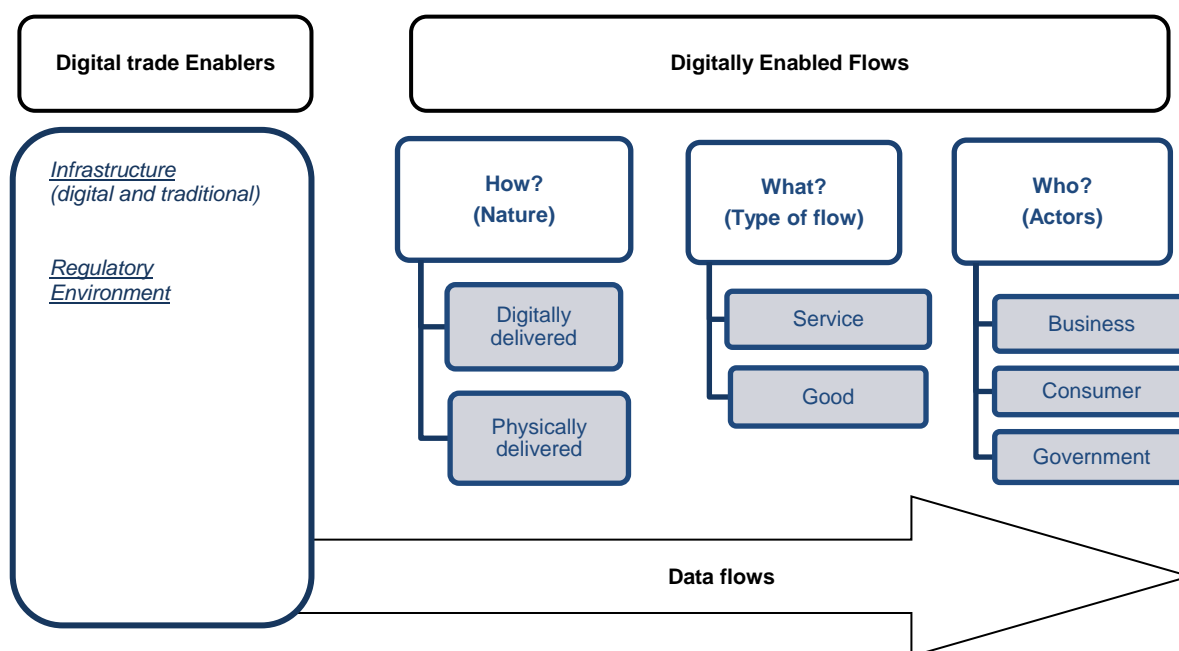 Digital trade Enablers
Digitally Enabled Flows
Infrastructure
(digital and traditional)
Regulatory
Environment
How?
(Nature)
Digitally
delivered
Physically
delivered
What?
(Type of flow)
Service
Good
Who?
(Actors)
Business
Consumer
Government
Data flows